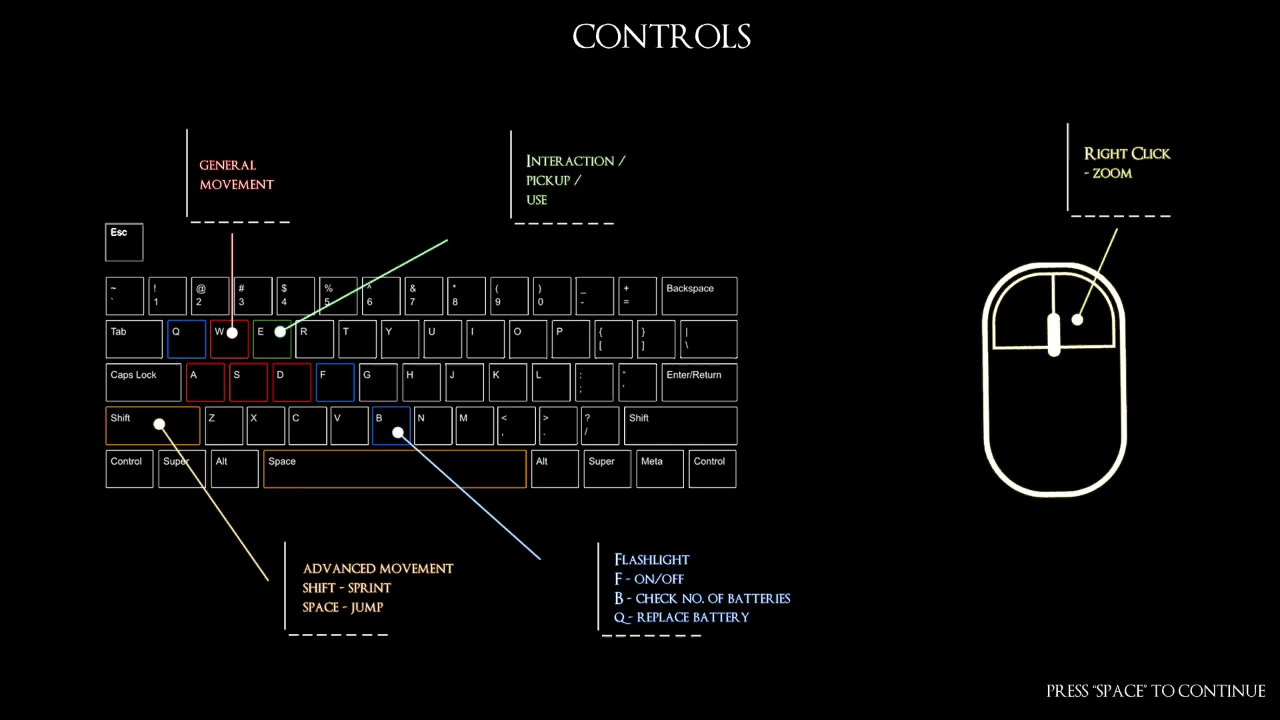 CONTROLS
GENERAL
MOVEMENT
INTERACTION /
PICKUP /
USE
RIGHT CLICK
- ZOOM
Esc
~ ! @ # $ % ^ & * ( ) _ + Backspace
` 1 2 3 4 5 6 7 8 9 0 - =
Tab Q W E R T Y U I O P { } |
[ ] \
Caps Lock A S D F G H J K L : " Enter/Return
; '
Shift Z X C V B N M < > ? Shift
, . /
Control Super Alt Space Alt Super Meta Control
ADVANCED MOVEMENT
SHIFT - SPRINT
SPACE - JUMP
FLASHLIGHT
F - ON/OFF
B - CHECK NO. OF BATTERIES
Q - REPLACE BATTERY
PRESS "SPACE" TO CONTINUE